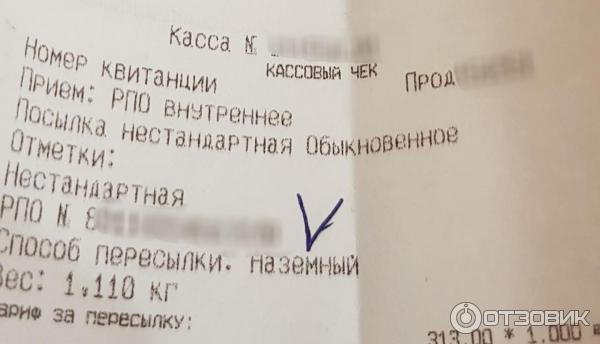 Касса №
КАССОВЫЙ ЧЕК
Номер квитанции ПРОД
Прием: РПО внутреннее
Посылка нестандартная Обыкновенное
Отметки:
Нестандартная
РПО № 8
Способ пересылки. наземный
Вес: 1,110 кг
ариф за пересылку:
313.00 * 1.000
ОТЗОВИК